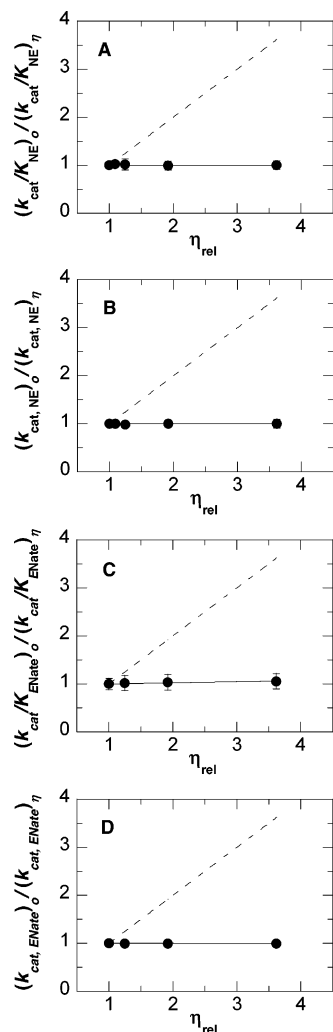 A
(kcat/KNE)o/(kcat/KNE)η
4
3
2
1
0
1 2 3 4
ηrel
B
(kcat, NE)o/(kcat, NE)η
4
3
2
1
0
1 2 3 4
ηrel
C
(kcat/KENate)o/(kcat/KENate)η
4
3
2
1
0
1 2 3 4
ηrel
D
(kcat, ENate)o/(kcat, ENate)η
4
3
2
1
0
1 2 3 4
ηrel